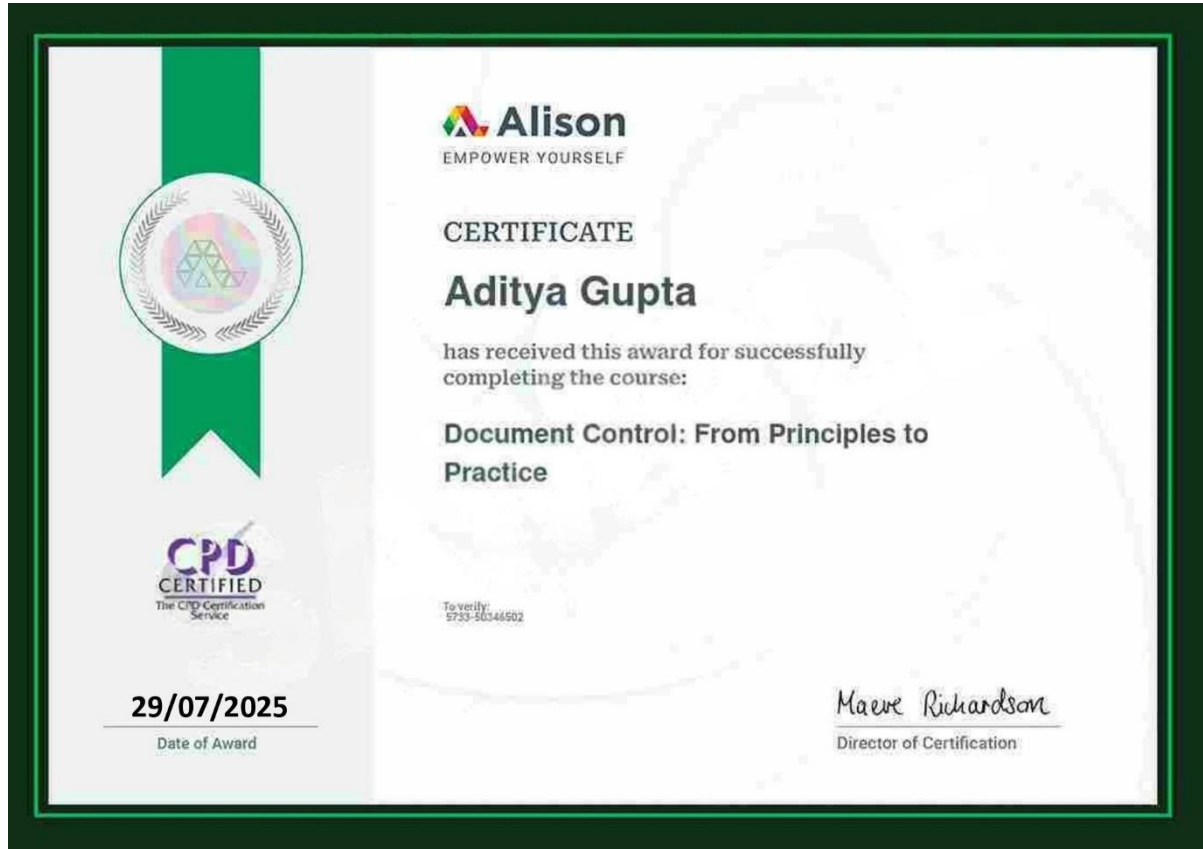 Alison
EMPOWER YOURSELF
CERTIFICATE
Aditya Gupta
has received this award for successfully
completing the course:
Document Control: From Principles to
Practice
CPD
CERTIFIED
The CPD Certification
Service
To verify:
5733-50346502
29/07/2025
Date of Award
Maeve Richardson
Director of Certification